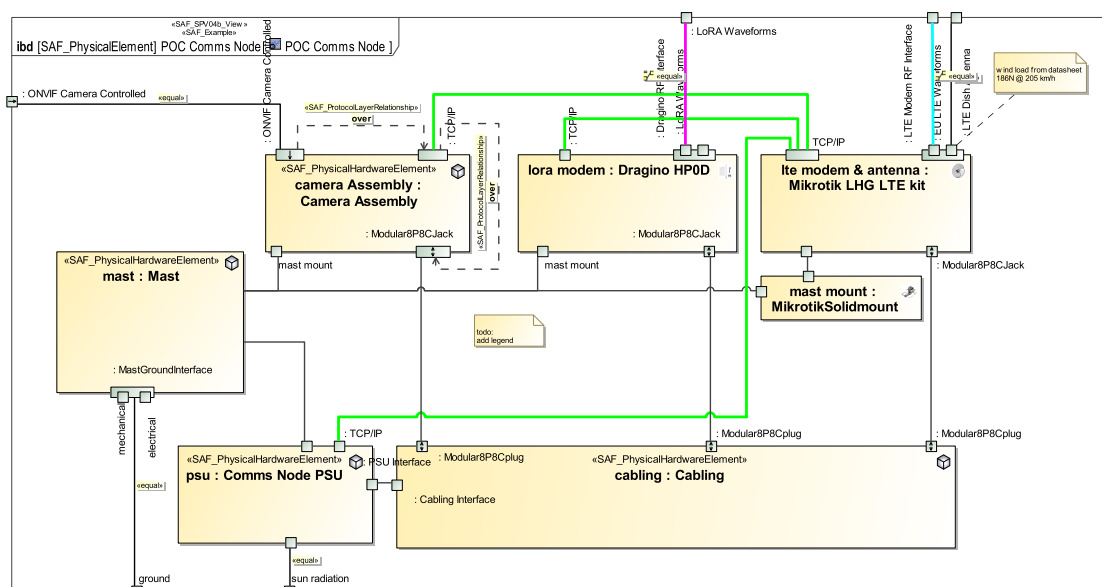 «SAF_SPV04b_View »
«SAF_Example»
ibd [SAF_PhysicalElement] POC Comms Node [ POC Comms Node ]
: ONVIF Camera Controlled
«equal»
: ONVIF Camera Controlled
«SAF_ProtocolLayerRelationship»
over
: TCP/IP
«SAF_ProtocolLayerRelationship»
over
: TCP/IP
: LoRA Waveforms
«equal»
: Dragino RF Interface
: LoRA Waveforms
TCP/IP
: LTE Modem RF Interface
: EU LTE Waveforms
: LTE Dish Antenna
«equal»
wind load from datasheet
186N @ 205 km/h
«SAF_PhysicalHardwareElement»
camera Assembly :
Camera Assembly
: Modular8P8CJack
lora modem : Dragino HP0D
: Modular8P8CJack
lte modem & antenna :
Mikrotik LHG LTE kit
: Modular8P8CJack
mast mount
mast mount
«SAF_PhysicalHardwareElement»
mast : Mast
: MastGroundInterface
mechanical
electrical
mast mount :
MikrotikSolidmount
todo:
add legend
«equal»
: TCP/IP
«SAF_PhysicalHardwareElement»
psu : Comms Node PSU
: PSU Interface
: Modular8P8Cplug
: Modular8P8Cplug
: Modular8P8Cplug
«SAF_PhysicalHardwareElement»
cabling : Cabling
: Cabling Interface
«equal»
ground
sun radiation